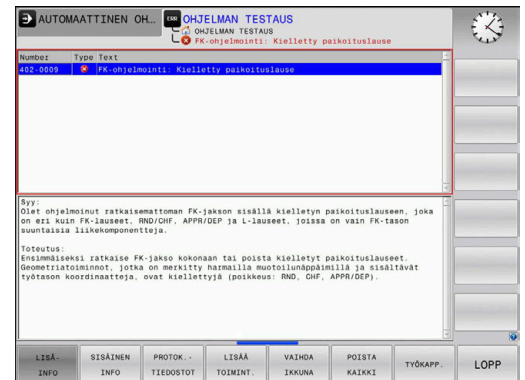 AUTOMAATTINEN OH...
ERR OHJELMAN TESTAUS
OHJELMAN TESTAUS
FK-ohjelmointi: Kielletty paikoituslause
Number Type Text
402-0009 FK-ohjelmointi: Kielletty paikoituslause
Syy:
Olet ohjelmoinut ratkaisemattoman FK-jakson sisällä kielletyn paikoituslauseen, joka
on eri kuin FK-lauseet, RND/CHF, APPR/DEP ja L-lauseet, joissa on vain FK-tason
suuntaisia liikekomponentteja.
Toteutus:
Ensimmäiseksi ratkaise FK-jakso kokonaan tai poista kielletyt paikoituslauseet.
Geometriatoiminnot, jotka on merkitty harmailla muotoilunäppäimillä ja sisältävät
työtason koordinaatteja, ovat kiellettyjä (poikkeus: RND, CHF, APPR/DEP).
LISÄ-
INFO
SISÄINEN
INFO
PROTOK.-
TIEDOSTOT
LISÄÄ
TOIMINT.
VAIHDA
IKKUNA
POISTA
KAIKKI
TYÖKAPP.
LOPP